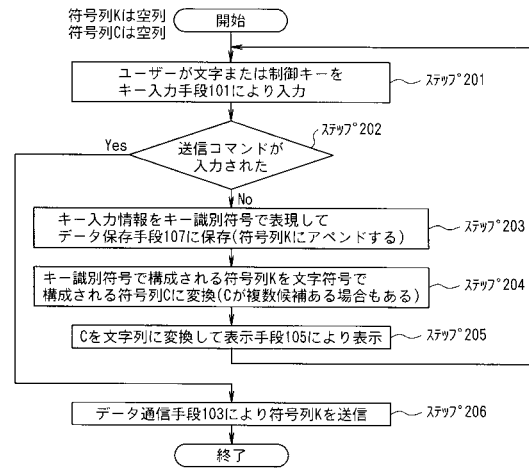 符号列Kは空列
符号列Cは空列
開始
ユーザーが文字または制御キーを
キー入力手段101により入力
ステップ201
送信コマンドが
入力された
ステップ202
Yes
No
キー入力情報をキー識別符号で表現して
データ保存手段107に保存(符号列Kにアペンドする)
ステップ203
キー識別符号で構成される符号列Kを文字符号で
構成される符号列Cに変換(Cが複数候補ある場合もある)
ステップ204
Cを文字列に変換して表示手段105により表示
ステップ205
データ通信手段103により符号列Kを送信
ステップ206
終了